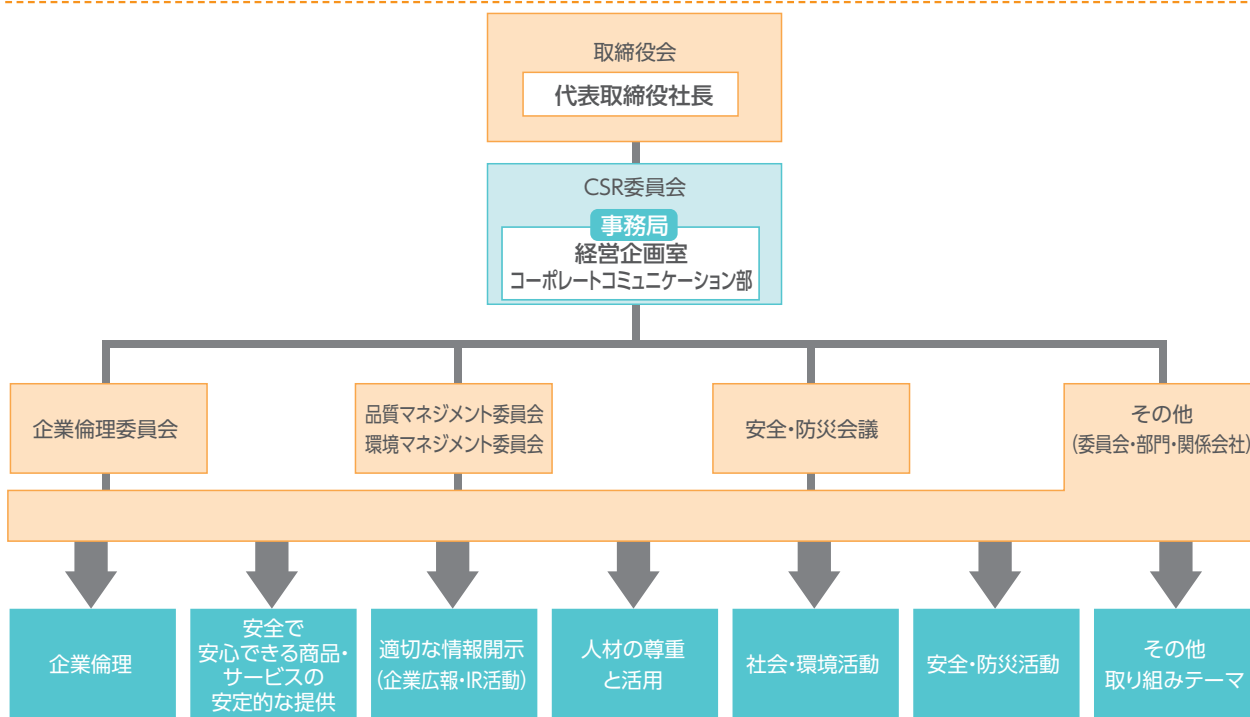 取締役会
代表取締役社長
CSR委員会
事務局
経営企画室
コーポレートコミュニケーション部
企業倫理委員会
品質マネジメント委員会
環境マネジメント委員会
安全・防災会議
その他
(委員会・部門・関係会社)
企業倫理
安全で
安心できる商品・
サービスの
安定的な提供
適切な情報開示
(企業広報・IR活動)
人材の尊重
と活用
社会・環境活動
安全・防災活動
その他
取り組みテーマ